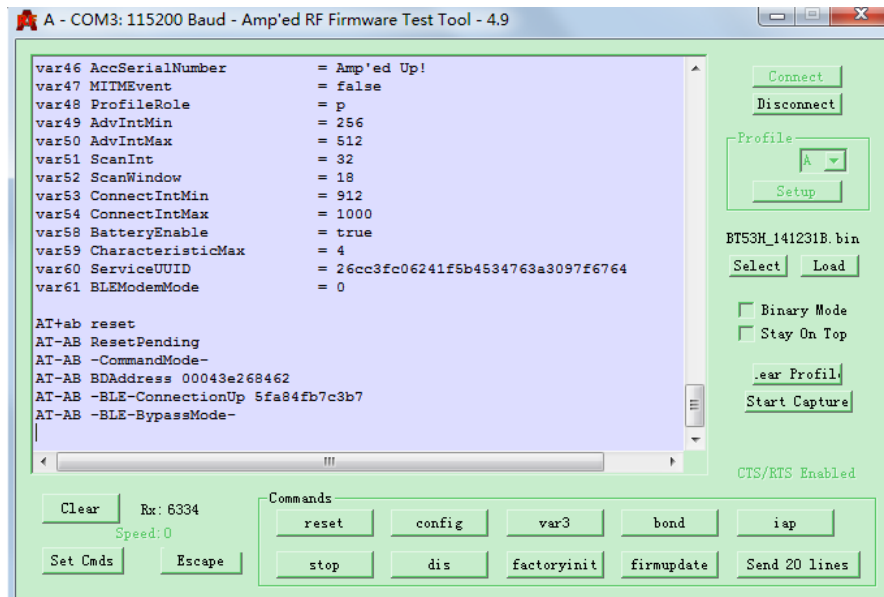 A - COM3: 115200 Baud - Amp'ed RF Firmware Test Tool - 4.9
var46 AccSerialNumber = Amp'ed Up!
var47 MITMEvent = false
var48 ProfileRole = p
var49 AdvIntMin = 256
var50 AdvIntMax = 512
var51 ScanInt = 32
var52 ScanWindow = 18
var53 ConnectIntMin = 912
var54 ConnectIntMax = 1000
var58 BatteryEnable = true
var59 CharacteristicMax = 4
var60 ServiceUUID = 26cc3fc06241f5b4534763a3097f6764
var61 BLEModemMode = 0
AT+ab reset
AT-AB ResetPending
AT-AB -CommandMode-
AT-AB BDAddress 00043e268462
AT-AB -BLE-ConnectionUp 5fa84fb7c3b7
AT-AB -BLE-BypassMode-
Connect
Disconnect
Profile
A
Setup
BT53H_141231B.bin
Select Load
Binary Mode
Stay On Top
.ear Profil
Start Capture
CTS/RTS Enabled
Clear Rx: 6334
Speed:0
Set Cmds Escape
Commands
reset config var3 bond iap
stop dis factoryinit firmupdate Send 20 lines